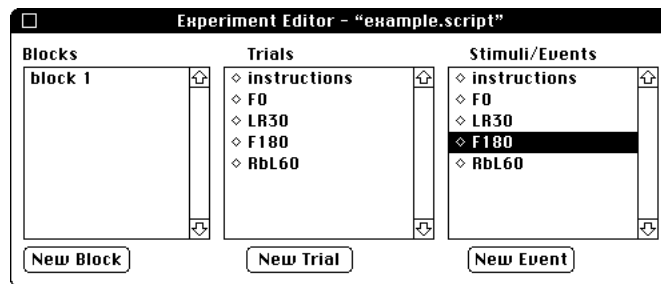 Experiment Editor - “example.script”
Blocks
block 1
New Block
Trials
◇ instructions
◇ F0
◇ LR30
◇ F180
◇ RbL60
New Trial
Stimuli/Events
◇ instructions
◇ F0
◇ LR30
◇ F180
◇ RbL60
New Event